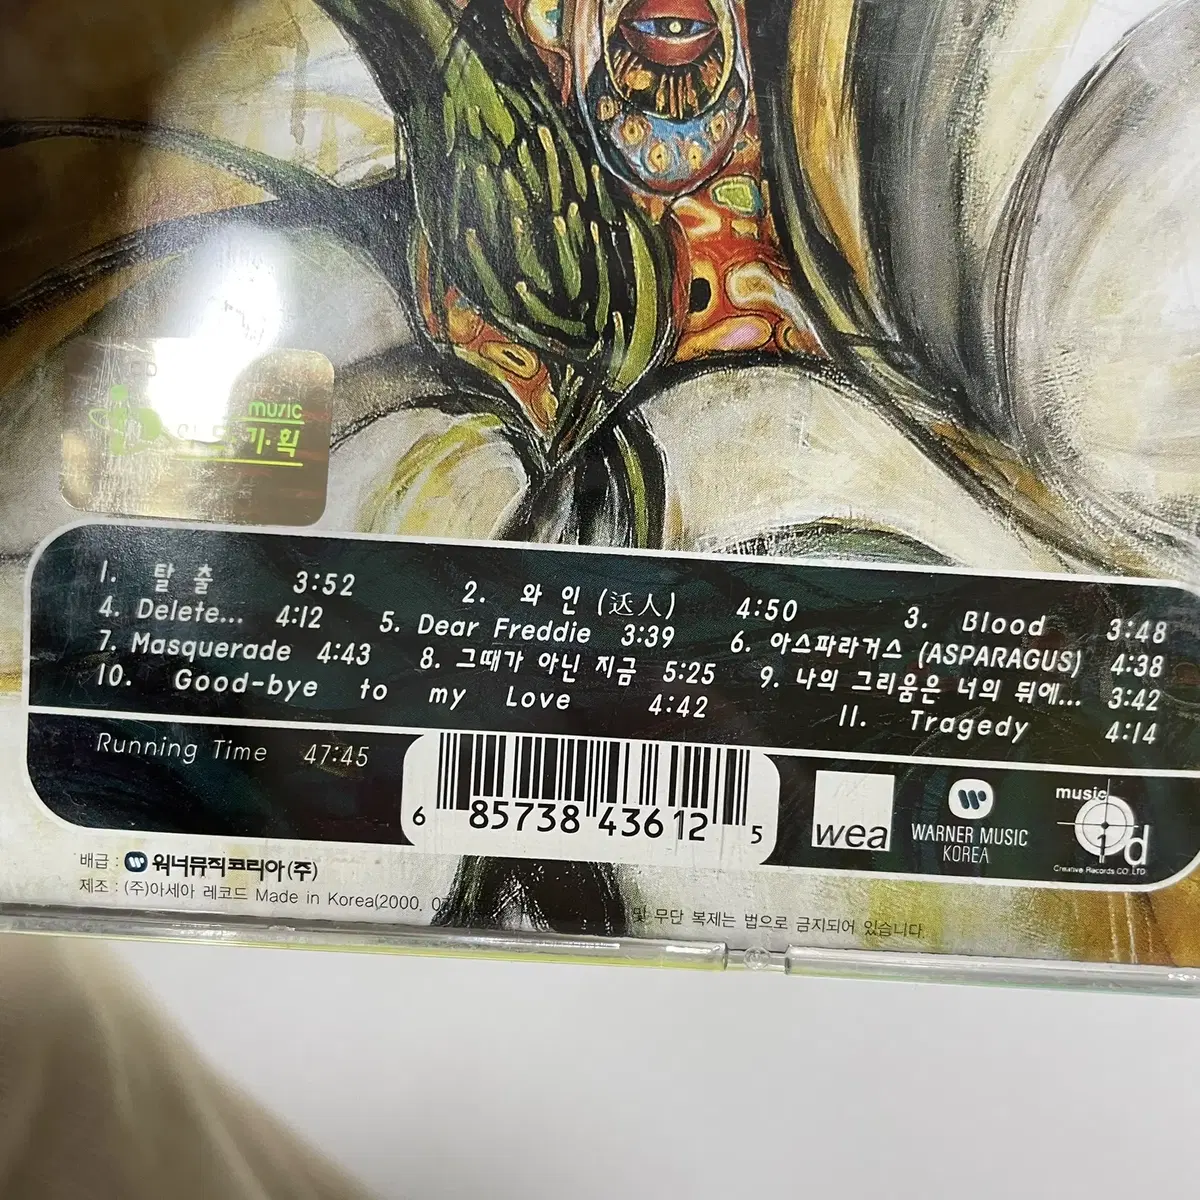 CD
music
기·획
1. 탈 출 3:52 2. 와 인 (送人) 4:50 3. Blood 3:48
4. Delete... 4:12 5. Dear Freddie 3:39 6. 아스파라거스 (ASPARAGUS) 4:38
7. Masquerade 4:43 8. 그때가 아닌 지금 5:25 9. 나의 그리움은 너의 뒤에... 3:42
10. Good-bye to my Love 4:42 11. Tragedy 4:14
Running Time 47:45
6 85738 43612 5
wea
WARNER MUSIC
KOREA
music
id
Creative Records CO. LTD
배급 : 워너뮤직코리아(주)
제조 : (주)아세아 레코드 Made in Korea(2000. 및 무단 복제는 법으로 금지되어 있습니다.